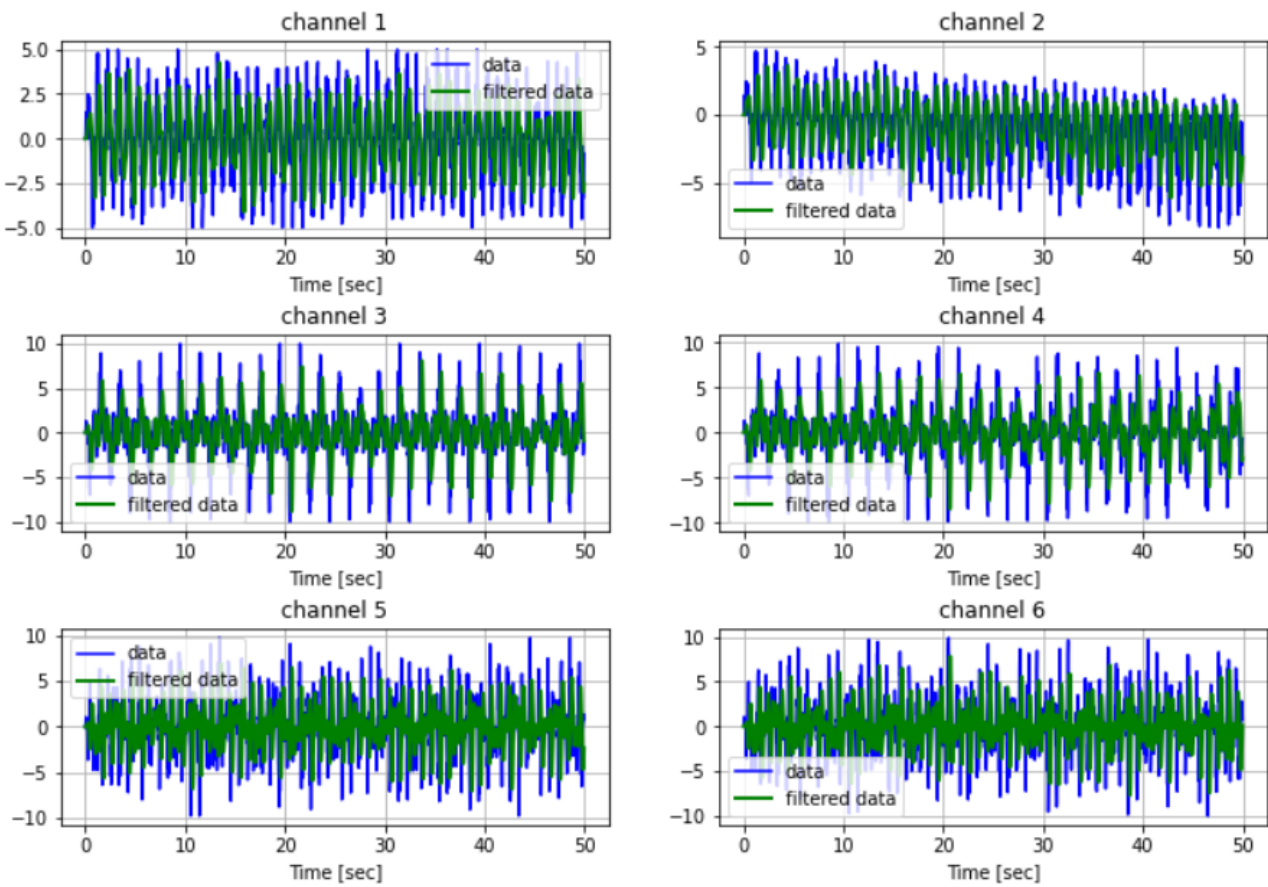 channel 1
5.0
2.5
0.0
−2.5
−5.0
data
filtered data
0 10 20 30 40 50
Time [sec]
channel 2
5
0
−5
data
filtered data
0 10 20 30 40 50
Time [sec]
channel 3
10
5
0
−5
−10
data
filtered data
0 10 20 30 40 50
Time [sec]
channel 4
10
5
0
−5
−10
data
filtered data
0 10 20 30 40 50
Time [sec]
channel 5
10
5
0
−5
−10
data
filtered data
0 10 20 30 40 50
Time [sec]
channel 6
10
5
0
−5
−10
data
filtered data
0 10 20 30 40 50
Time [sec]